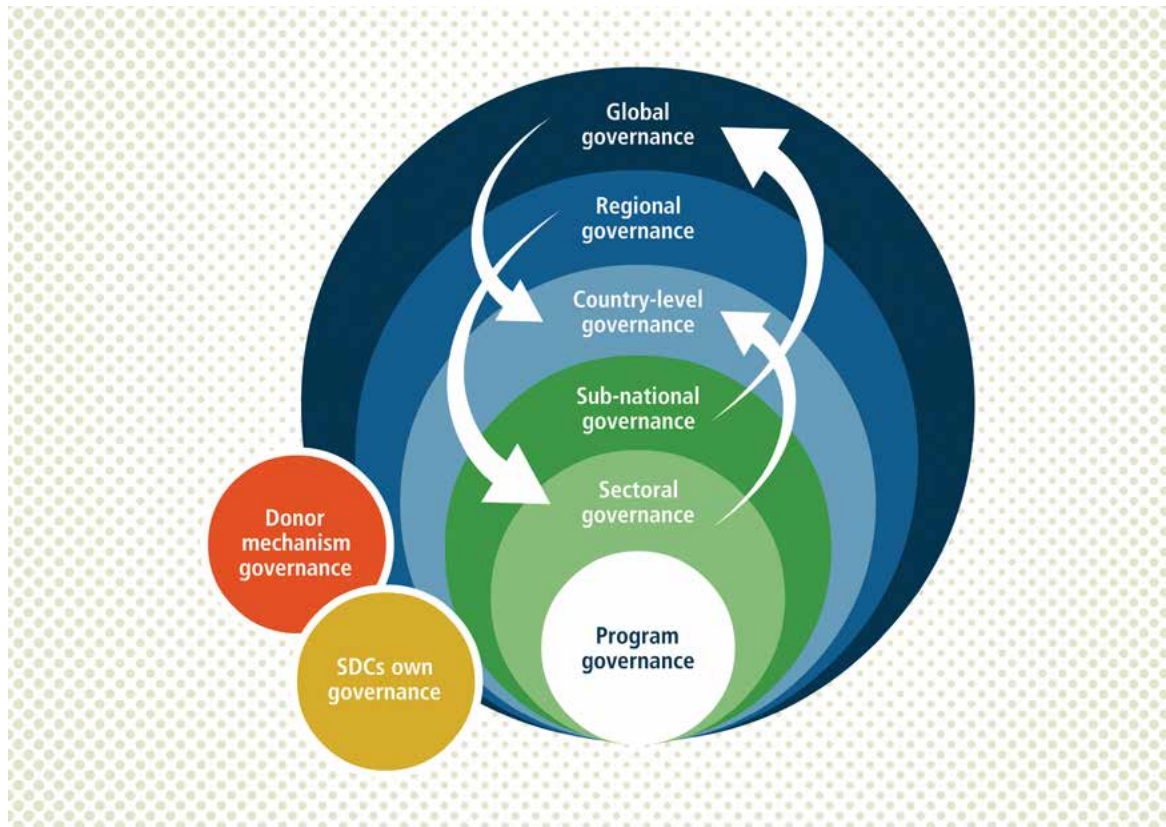 Global
governance
Regional
governance
Country-level
governance
Sub-national
governance
Sectoral
governance
Program
governance
Donor
mechanism
governance
SDCs own
governance